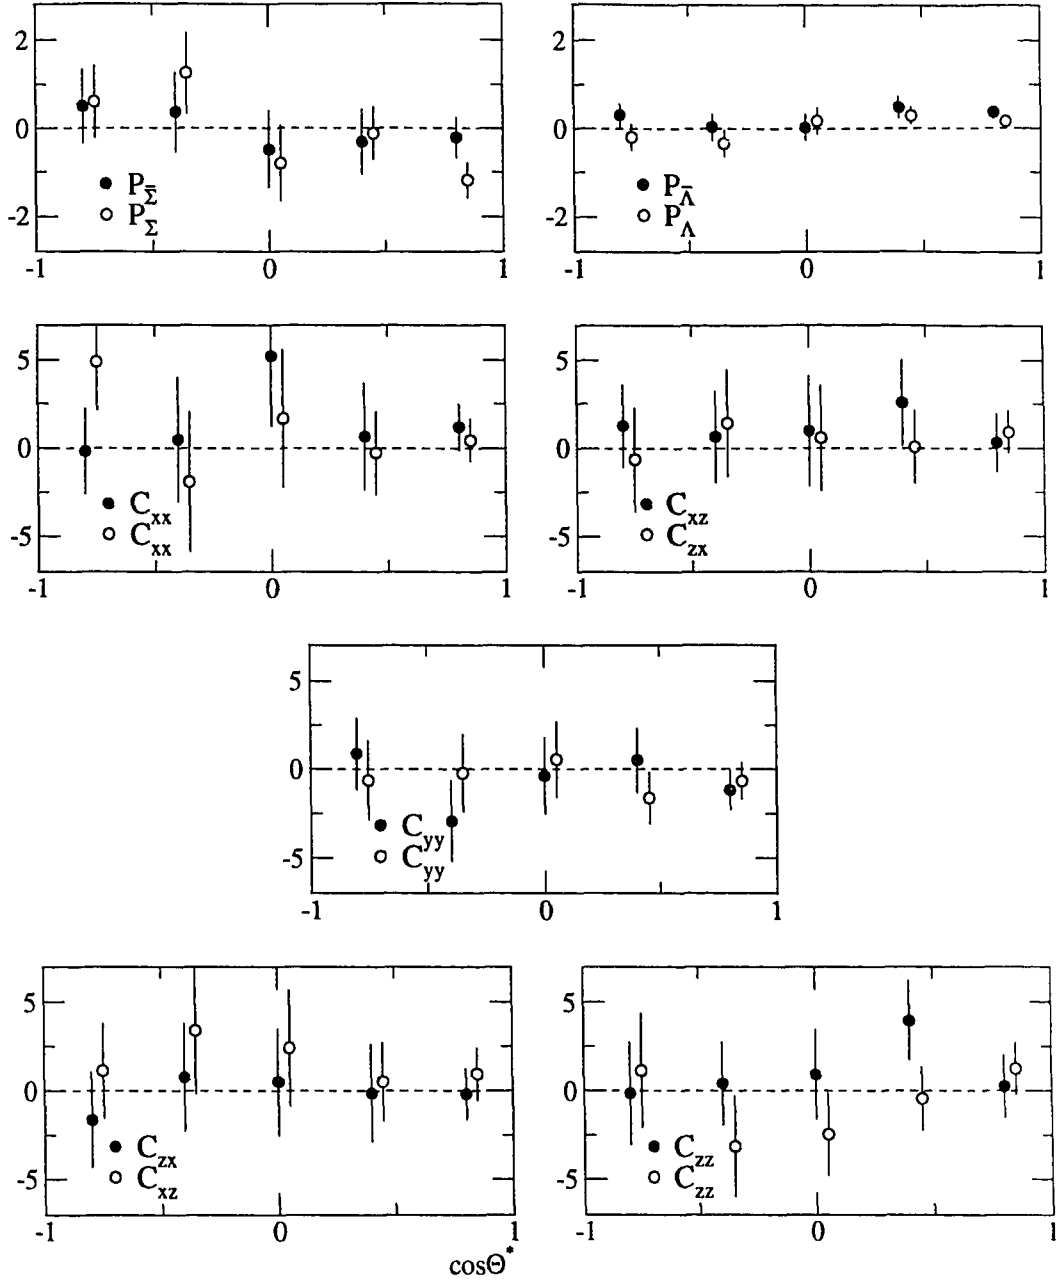 2
0
-2
● P_Σ̄
○ P_Σ
-1 0 1
2
0
-2
● P_Λ̄
○ P_Λ
-1 0 1
5
0
-5
● C_xx
○ C_xx
-1 0 1
5
0
-5
● C_xz
○ C_zx
-1 0 1
5
0
-5
● C_yy
○ C_yy
-1 0 1
5
0
-5
● C_zx
○ C_xz
-1 0 1
cosΘ*
5
0
-5
● C_zz
○ C_zz
-1 0 1